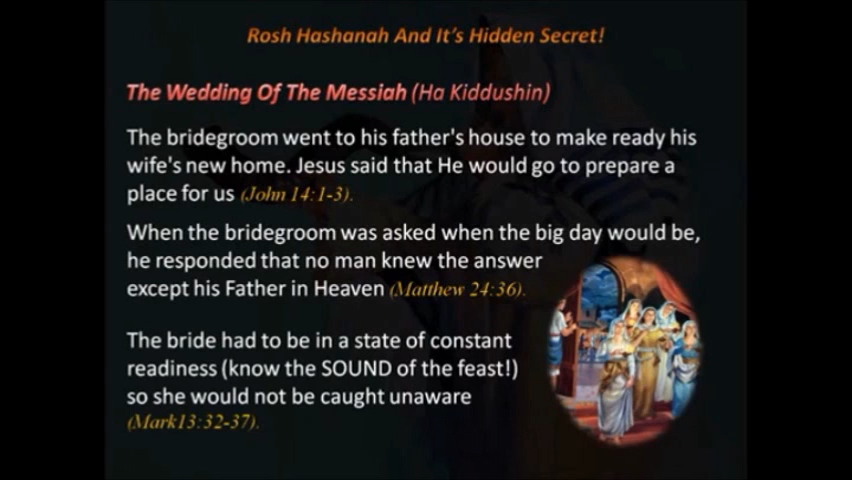 Rosh Hashanah And It's Hidden Secret!
The Wedding Of The Messiah (Ha Kiddushin)
The bridegroom went to his father's house to make ready his
wife's new home. Jesus said that He would go to prepare a
place for us (John 14:1-3).
When the bridegroom was asked when the big day would be,
he responded that no man knew the answer
except his Father in Heaven (Matthew 24:36).
The bride had to be in a state of constant
readiness (know the SOUND of the feast!)
so she would not be caught unaware
(Mark13:32-37).